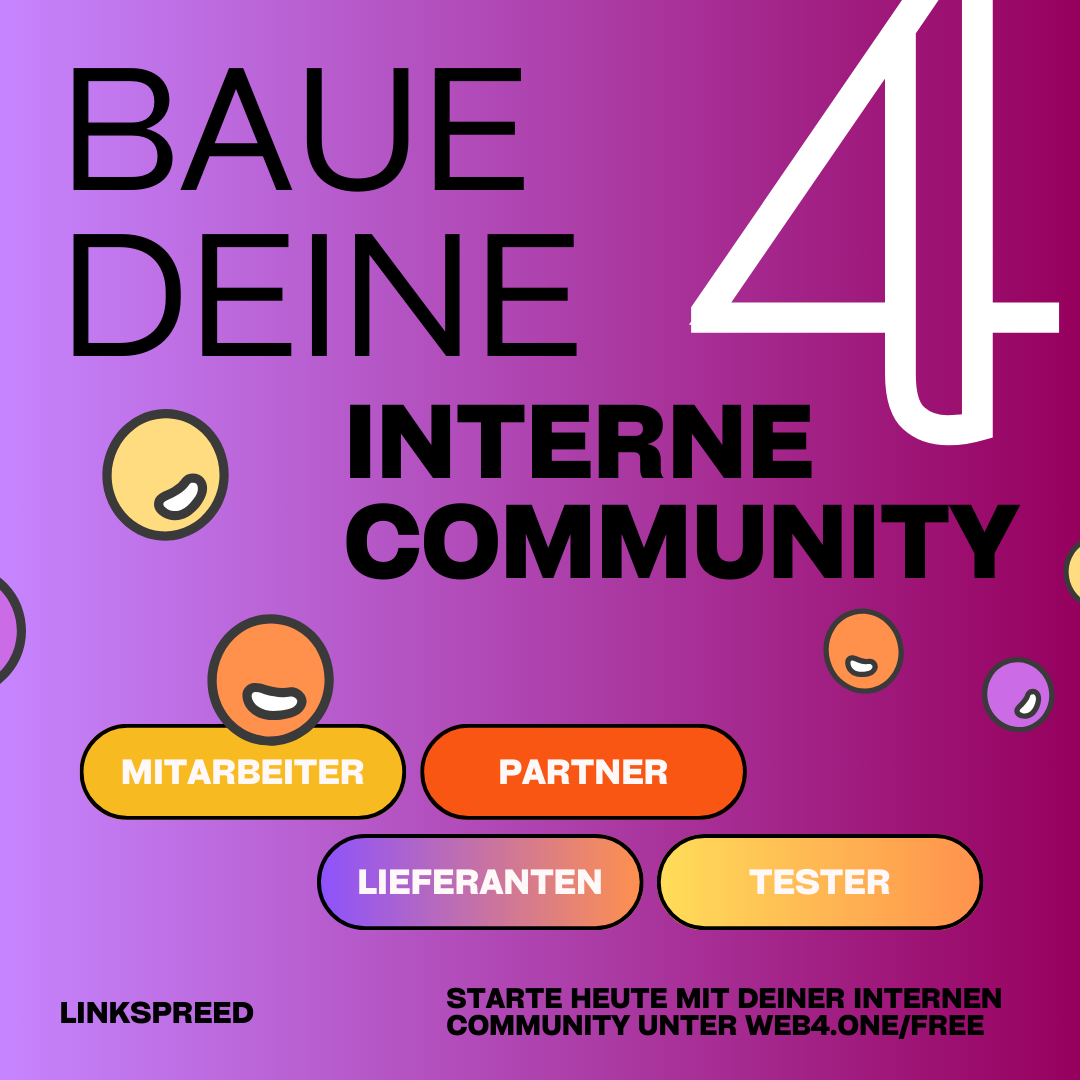 4
BAUE
DEINE
INTERNE
COMMUNITY
MITARBEITER
PARTNER
LIEFERANTEN
TESTER
LINKSPREED
STARTE HEUTE MIT DEINER INTERNEN
COMMUNITY UNTER WEB4.ONE/FREE